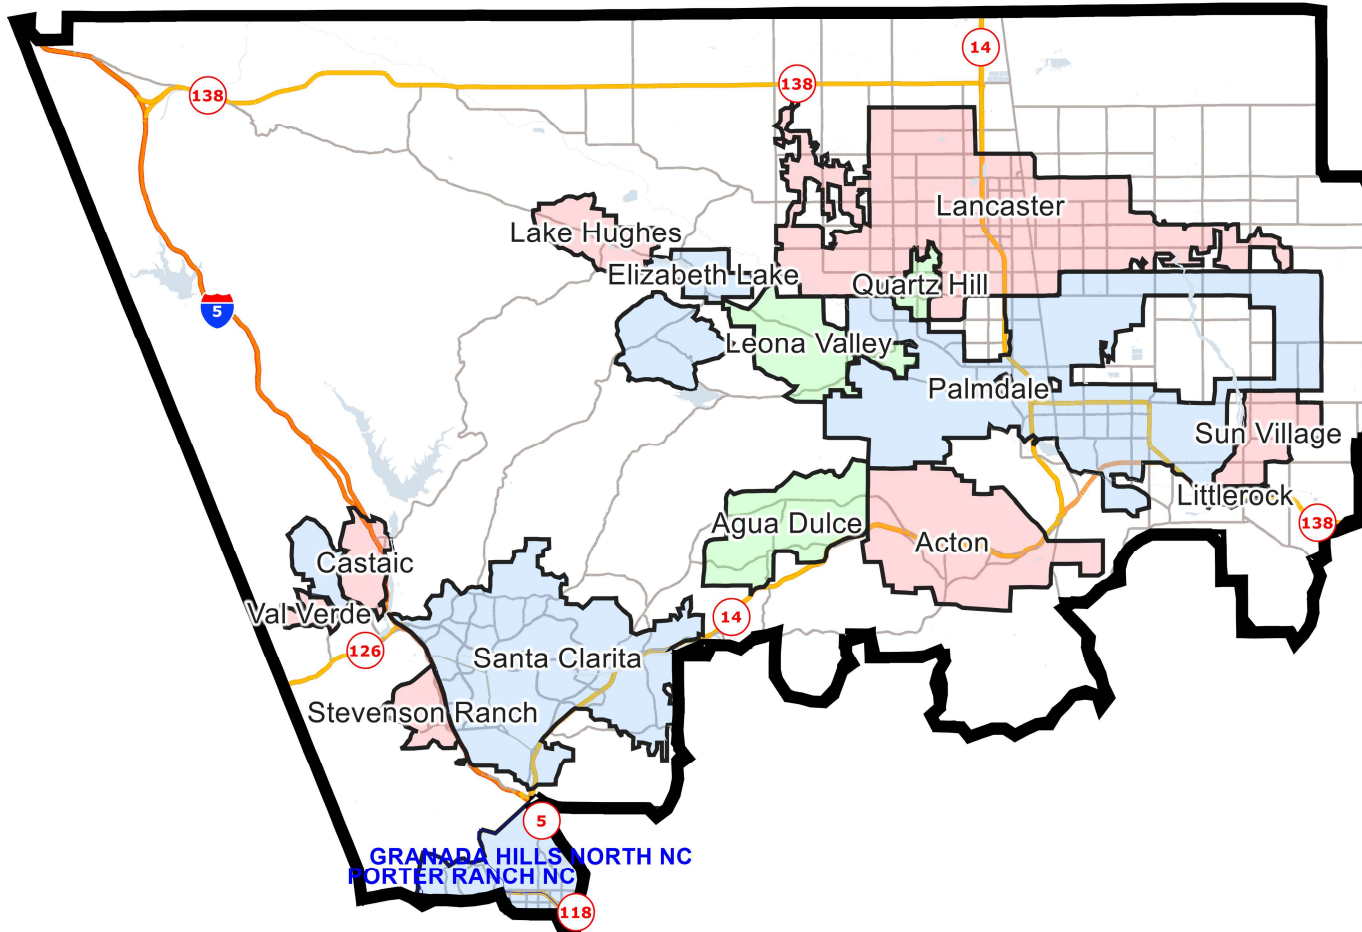 14
138
138
Lancaster
Lake Hughes
Elizabeth Lake
Quartz Hill
5
Leona Valley
Palmdale
Sun Village
Littlerock
138
Agua Dulce
Acton
Castaic
Val Verde
14
126
Santa Clarita
Stevenson Ranch
5
GRANADA HILLS NORTH NC
PORTER RANCH NC
118